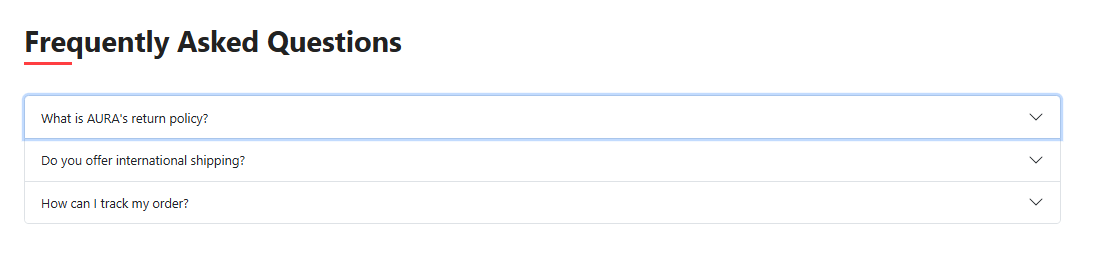 Frequently Asked Questions
What is AURA's return policy?
Do you offer international shipping?
How can I track my order?